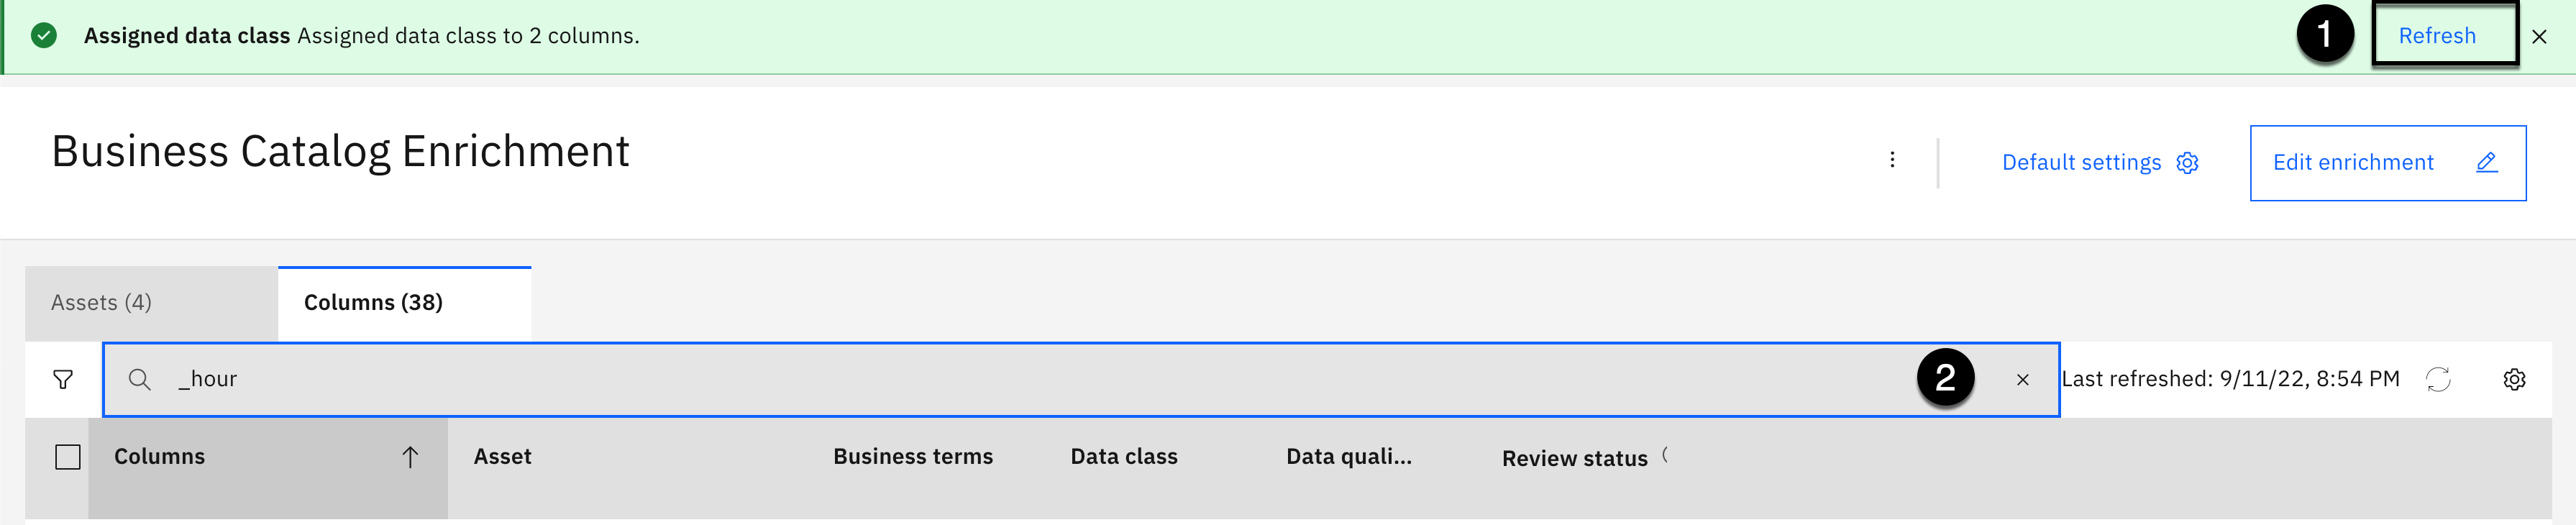 Assigned data class Assigned data class to 2 columns.
1
Refresh
Business Catalog Enrichment
Default settings
Edit enrichment
Assets (4)
Columns (38)
_hour
2
Last refreshed: 9/11/22, 8:54 PM
Columns
Asset
Business terms
Data class
Data quali...
Review status